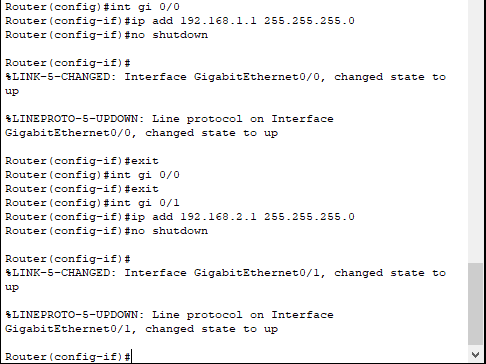 Router(config)#int gi 0/0
Router(config-if)#ip add 192.168.1.1 255.255.255.0
Router(config-if)#no shutdown
Router(config-if)#
%LINK-5-CHANGED: Interface GigabitEthernet0/0, changed state to
up
%LINEPROTO-5-UPDOWN: Line protocol on Interface
GigabitEthernet0/0, changed state to up
Router(config-if)#exit
Router(config)#int gi 0/0
Router(config-if)#exit
Router(config)#int gi 0/1
Router(config-if)#ip add 192.168.2.1 255.255.255.0
Router(config-if)#no shutdown
Router(config-if)#
%LINK-5-CHANGED: Interface GigabitEthernet0/1, changed state to
up
%LINEPROTO-5-UPDOWN: Line protocol on Interface
GigabitEthernet0/1, changed state to up
Router(config-if)#